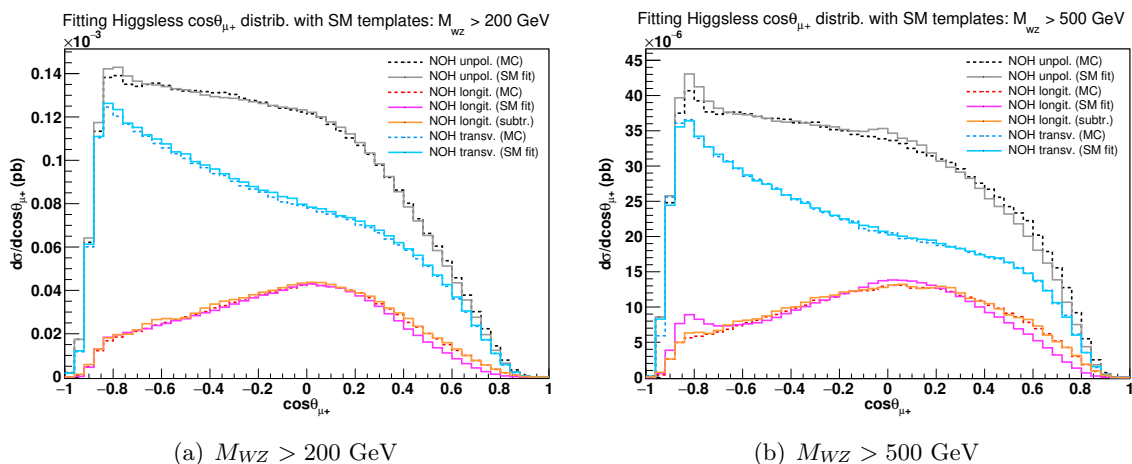 Fitting Higgsless cosθμ+ distrib. with SM templates: Mwz > 200 GeV
×10−3
dσ/dcosθμ+ (pb)
0.14
0.12
0.1
0.08
0.06
0.04
0.02
0
NOH unpol. (MC)
NOH unpol. (SM fit)
NOH longit. (MC)
NOH longit. (SM fit)
NOH longit. (subtr.)
NOH transv. (MC)
NOH transv. (SM fit)
−1 −0.8 −0.6 −0.4 −0.2 0 0.2 0.4 0.6 0.8 1
cosθμ+
(a) MWZ > 200 GeV
Fitting Higgsless cosθμ+ distrib. with SM templates: Mwz > 500 GeV
×10−6
dσ/dcosθμ+ (pb)
45
40
35
30
25
20
15
10
5
0
NOH unpol. (MC)
NOH unpol. (SM fit)
NOH longit. (MC)
NOH longit. (SM fit)
NOH longit. (subtr.)
NOH transv. (MC)
NOH transv. (SM fit)
−1 −0.8 −0.6 −0.4 −0.2 0 0.2 0.4 0.6 0.8 1
cosθμ+
(b) MWZ > 500 GeV